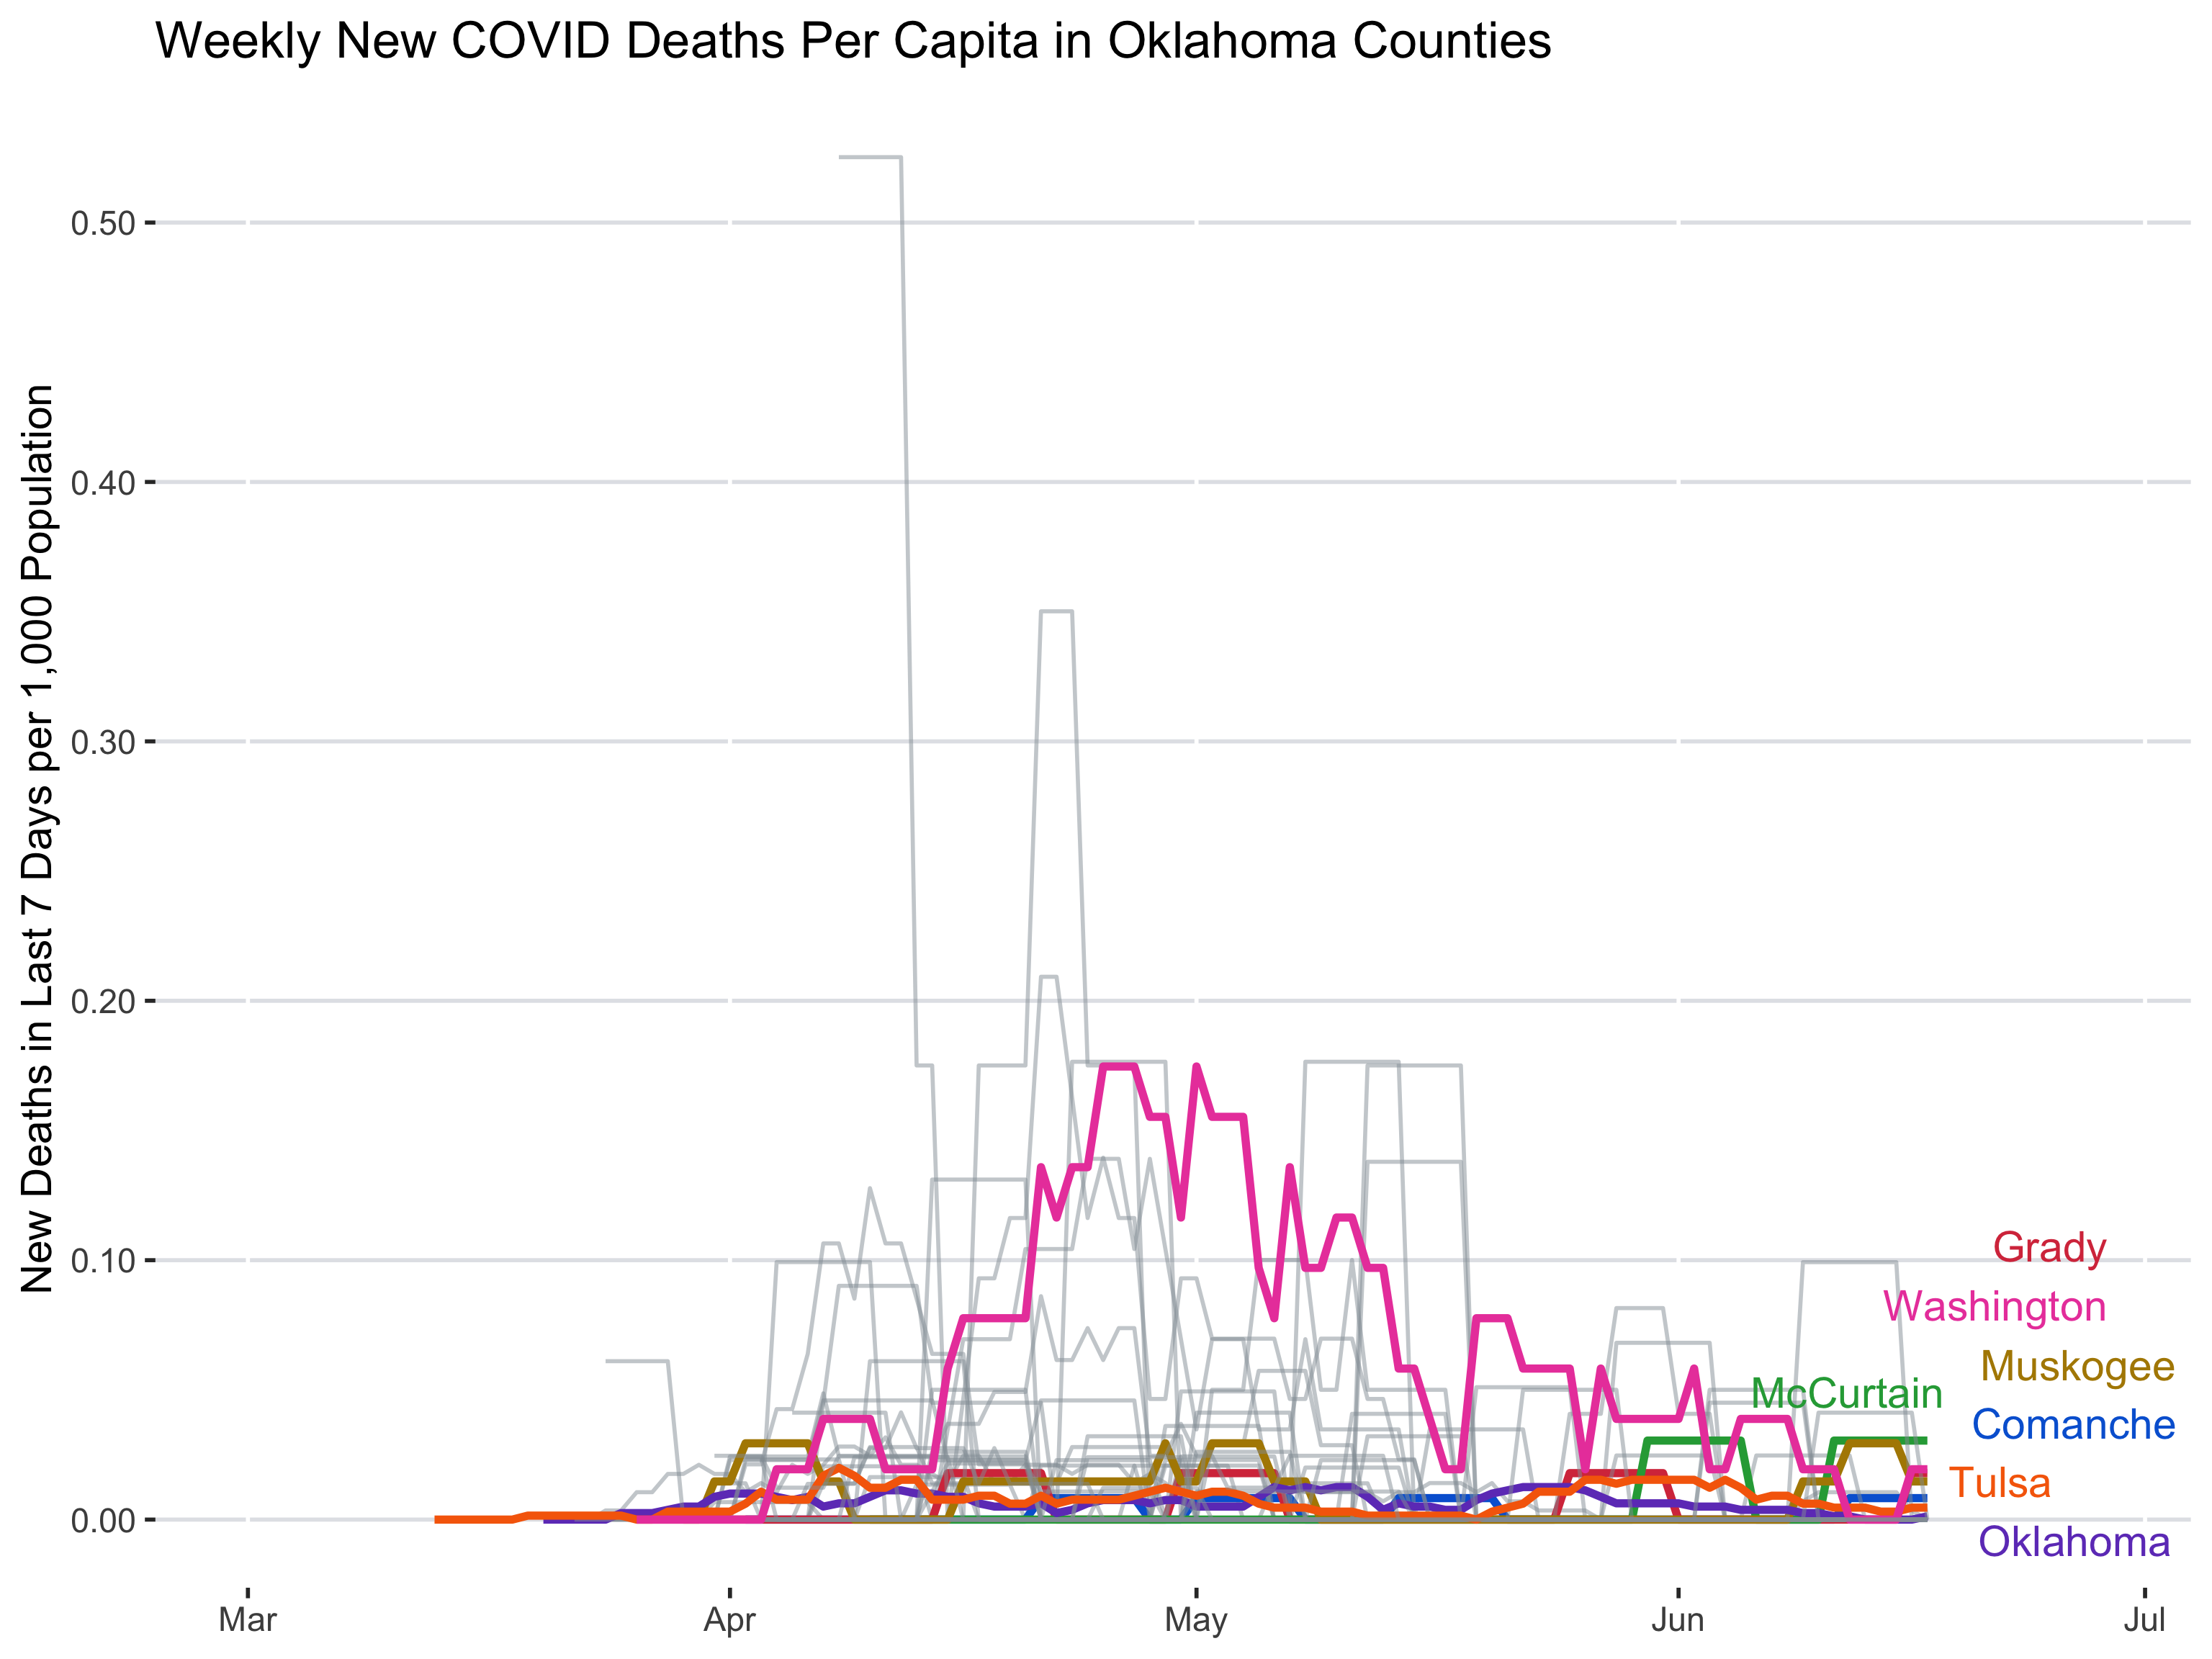 Weekly New COVID Deaths Per Capita in Oklahoma Counties
New Deaths in Last 7 Days per 1,000 Population
0.50
0.40
0.30
0.20
0.10
0.00
Grady
Washington
Muskogee
McCurtain
Comanche
Tulsa
Oklahoma
Mar
Apr
May
Jun
Jul